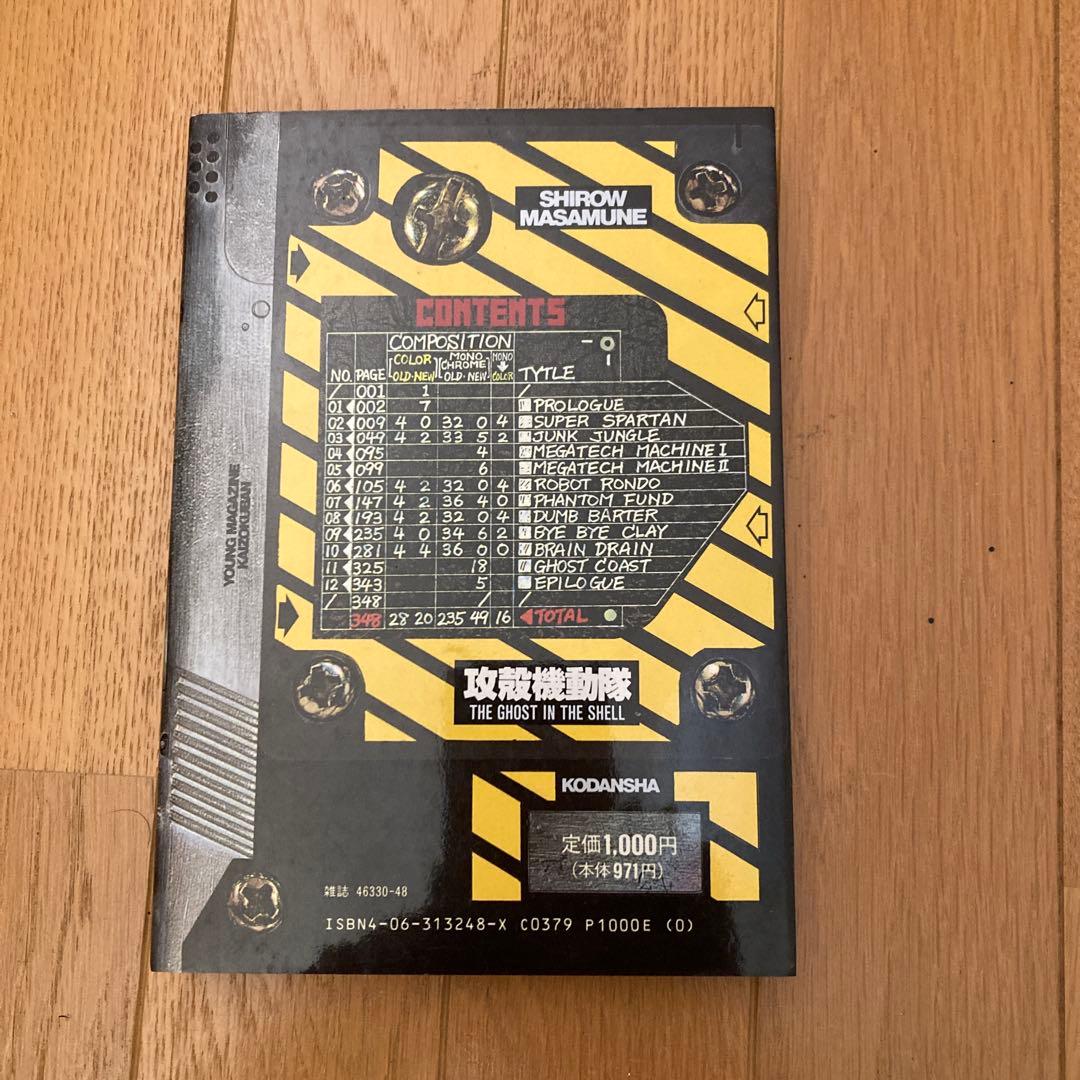 SHIROW
MASAMUNE
CONTENTS
COMPOSITION
COLOR MONO CHROME MONO
NO. PAGE OLD·NEW OLD·NEW COLOR TYTLE
/ 001 1 /
01 002 7 PROLOGUE
02 009 4 0 32 0 4 SUPER SPARTAN
03 049 4 2 33 5 2 JUNK JUNGLE
04 095 4 MEGATECH MACHINE I
05 099 6 MEGATECH MACHINE II
06 105 4 2 32 0 4 ROBOT RONDO
07 147 4 2 36 4 0 PHANTOM FUND
08 193 4 2 32 0 4 DUMB BARTER
09 235 4 0 34 6 2 BYE BYE CLAY
10 281 4 4 36 0 0 BRAIN DRAIN
11 325 18 GHOST COAST
12 343 5 EPILOGUE
/ 348 / /
348 28 20 235 49 16 TOTAL
YOUNG MAGAZINE
KAIZOKUBAN
攻殻機動隊
THE GHOST IN THE SHELL
KODANSHA
定価1,000円
(本体971円)
雑誌 46330-48
ISBN4-06-313248-X C0379 P1000E (0)